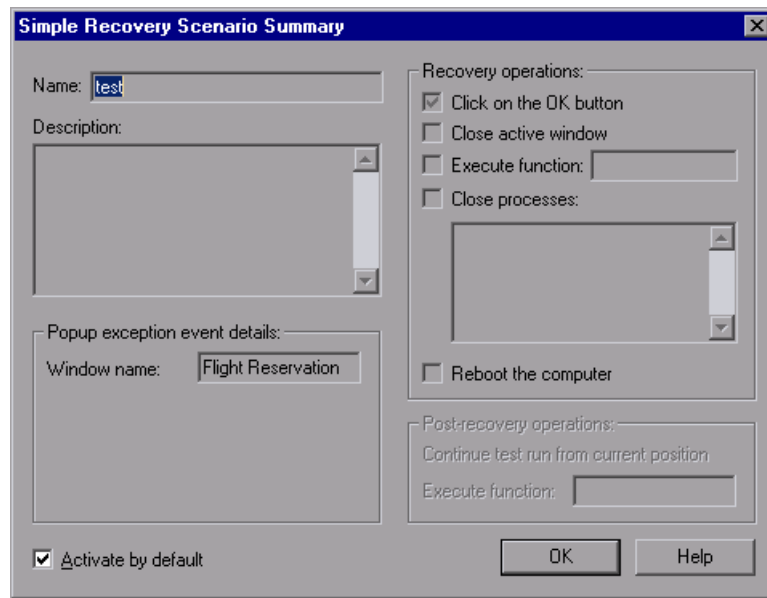 Simple Recovery Scenario Summary
Name: test
Description:
Popup exception event details:
Window name: Flight Reservation
Activate by default
Recovery operations:
Click on the OK button
Close active window
Execute function:
Close processes:
Reboot the computer
Post-recovery operations:
Continue test run from current position
Execute function:
OK Help